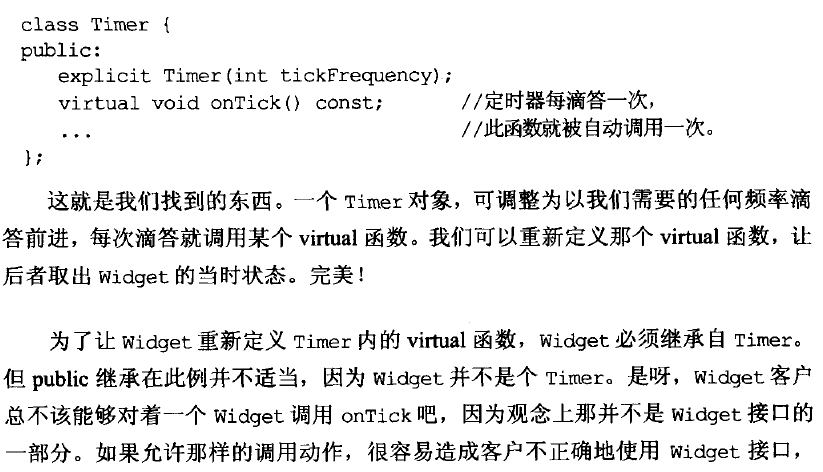 class Timer {
public:
explicit Timer(int tickFrequency);
virtual void onTick() const; //定时器每滴答一次，
... //此函数就被自动调用一次。
};
这就是我们找到的东西。一个 Timer 对象，可调整为以我们需要的任何频率滴
答前进，每次滴答就调用某个 virtual 函数。我们可以重新定义那个 virtual 函数，让
后者取出 Widget 的当时状态。完美！
为了让 Widget 重新定义 Timer 内的 virtual 函数，Widget 必须继承自 Timer。
但 public 继承在此例并不适当，因为 Widget 并不是个 Timer。是呀，Widget 客户
总不该能够对着一个 Widget 调用 onTick 吧，因为观念上那并不是 Widget 接口的
一部分。如果允许那样的调用动作，很容易造成客户不正确地使用 Widget 接口，